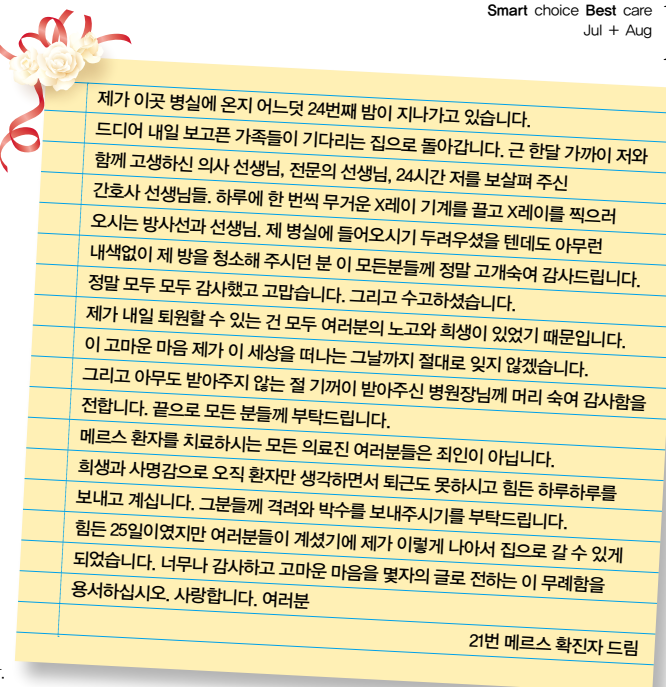 Smart choice Best care
Jul + Aug
제가 이곳 병실에 온지 어느덧 24번째 밤이 지나가고 있습니다.
드디어 내일 보고픈 가족들이 기다리는 집으로 돌아갑니다. 근 한달 가까이 저와
함께 고생하신 의사 선생님, 전문의 선생님, 24시간 저를 보살펴 주신
간호사 선생님들. 하루에 한 번씩 무거운 X레이 기계를 끌고 X레이를 찍으러
오시는 방사선과 선생님. 제 병실에 들어오시기 두려우셨을 텐데도 아무런
내색없이 제 방을 청소해 주시던 분 이 모든분들께 정말 고개숙여 감사드립니다.
정말 모두 모두 감사했고 고맙습니다. 그리고 수고하셨습니다.
제가 내일 퇴원할 수 있는 건 모두 여러분의 노고와 희생이 있었기 때문입니다.
이 고마운 마음 제가 이 세상을 떠나는 그날까지 절대로 잊지 않겠습니다.
그리고 아무도 받아주지 않는 절 기꺼이 받아주신 병원장님께 머리 숙여 감사함을
전합니다. 끝으로 모든 분들께 부탁드립니다.
메르스 환자를 치료하시는 모든 의료진 여러분들은 죄인이 아닙니다.
희생과 사명감으로 오직 환자만 생각하면서 퇴근도 못하시고 힘든 하루하루를
보내고 계십니다. 그분들께 격려와 박수를 보내주시기를 부탁드립니다.
힘든 25일이였지만 여러분들이 계셨기에 제가 이렇게 나아서 집으로 갈 수 있게
되었습니다. 너무나 감사하고 고마운 마음을 몇자의 글로 전하는 이 무례함을
용서하십시오. 사랑합니다. 여러분
21번 메르스 확진자 드림